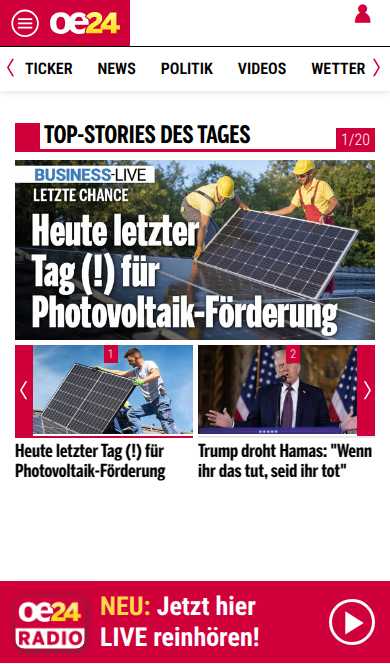 oe24
TICKER NEWS POLITIK VIDEOS WETTER
TOP-STORIES DES TAGES
1/20
BUSINESS-LIVE
LETZTE CHANCE
Heute letzter
Tag (!) für
Photovoltaik-Förderung
1
2
Heute letzter Tag (!) für
Photovoltaik-Förderung
Trump droht Hamas: "Wenn
ihr das tut, seid ihr tot"
oe24
RADIO
NEU: Jetzt hier
LIVE reinhören!